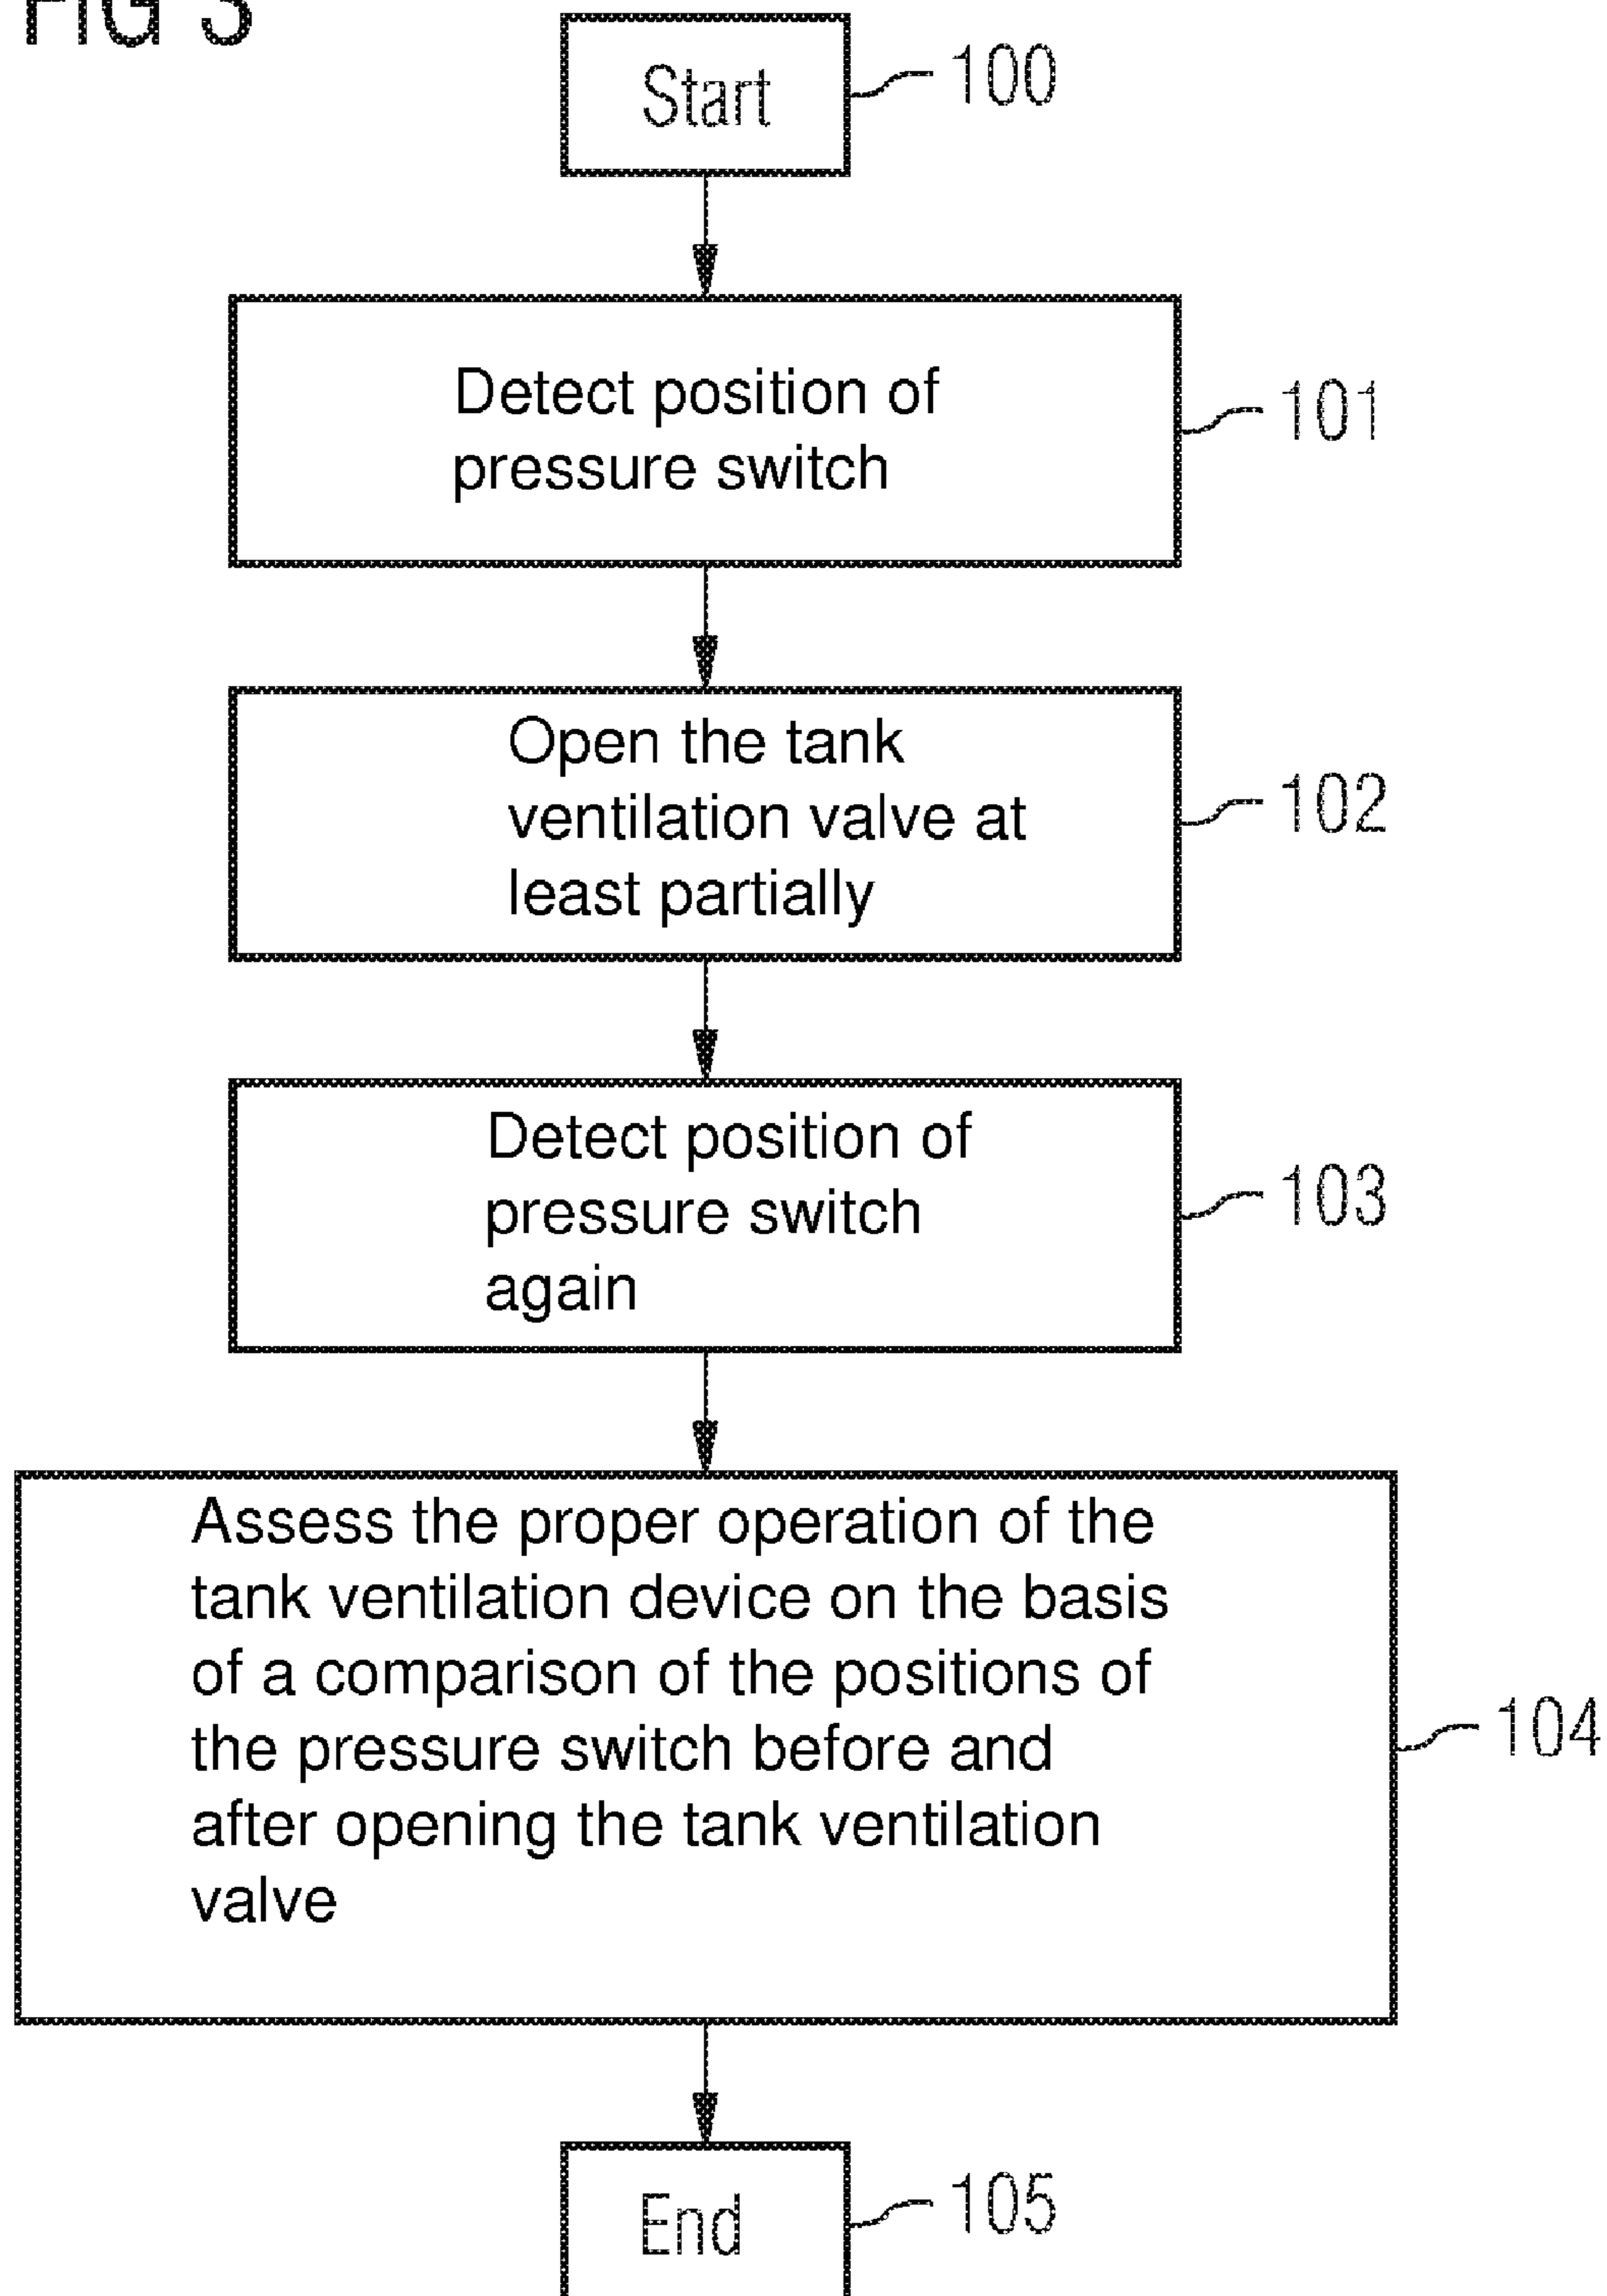 FIG 3
Start
100
Detect position of
pressure switch
101
Open the tank
ventilation valve at
least partially
102
Detect position of
pressure switch
again
103
Assess the proper operation of the
tank ventilation device on the basis
of a comparison of the positions of
the pressure switch before and
after opening the tank ventilation
valve
104
End
105